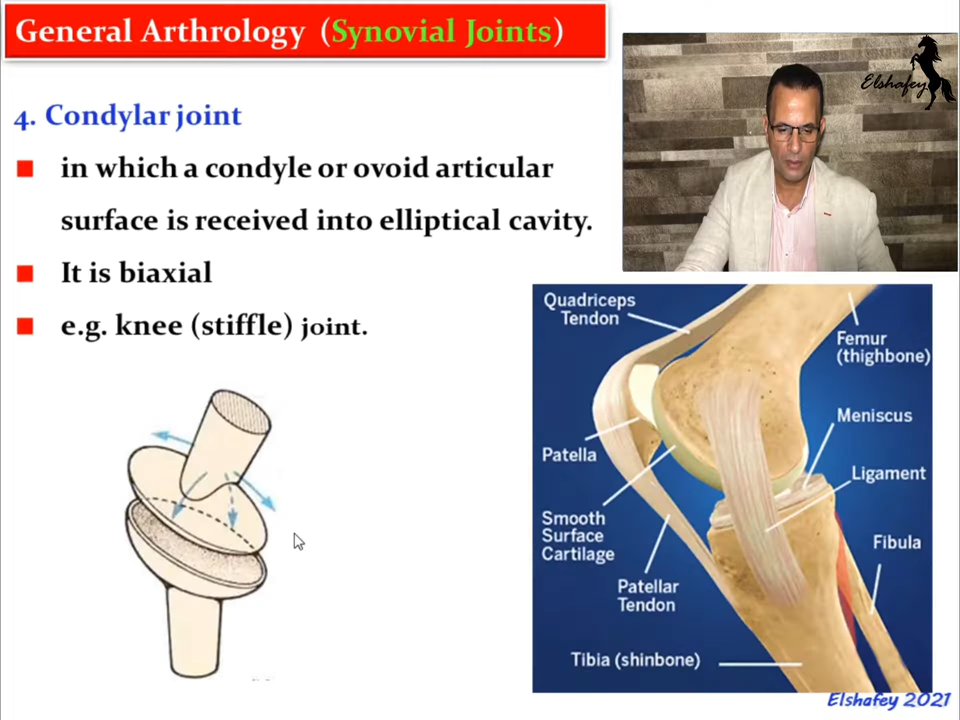 General Arthrology (Synovial Joints)
Elshafey
4. Condylar joint
in which a condyle or ovoid articular
surface is received into elliptical cavity.
It is biaxial
e.g. knee (stiffle) joint.
Quadriceps
Tendon
Femur
(thighbone)
Meniscus
Patella
Ligament
Smooth
Surface
Cartilage
Fibula
Patellar
Tendon
Tibia (shinbone)
Elshafey 2021